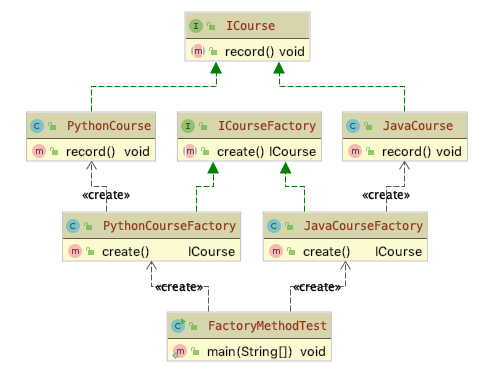 I ICourse
m record() void
C PythonCourse
I ICourseFactory
C JavaCourse
m record() void
m create() ICourse
m record() void
«create»
«create»
C PythonCourseFactory
C JavaCourseFactory
m create() ICourse
m create() ICourse
«create»
«create»
C FactoryMethodTest
m main(String[]) void